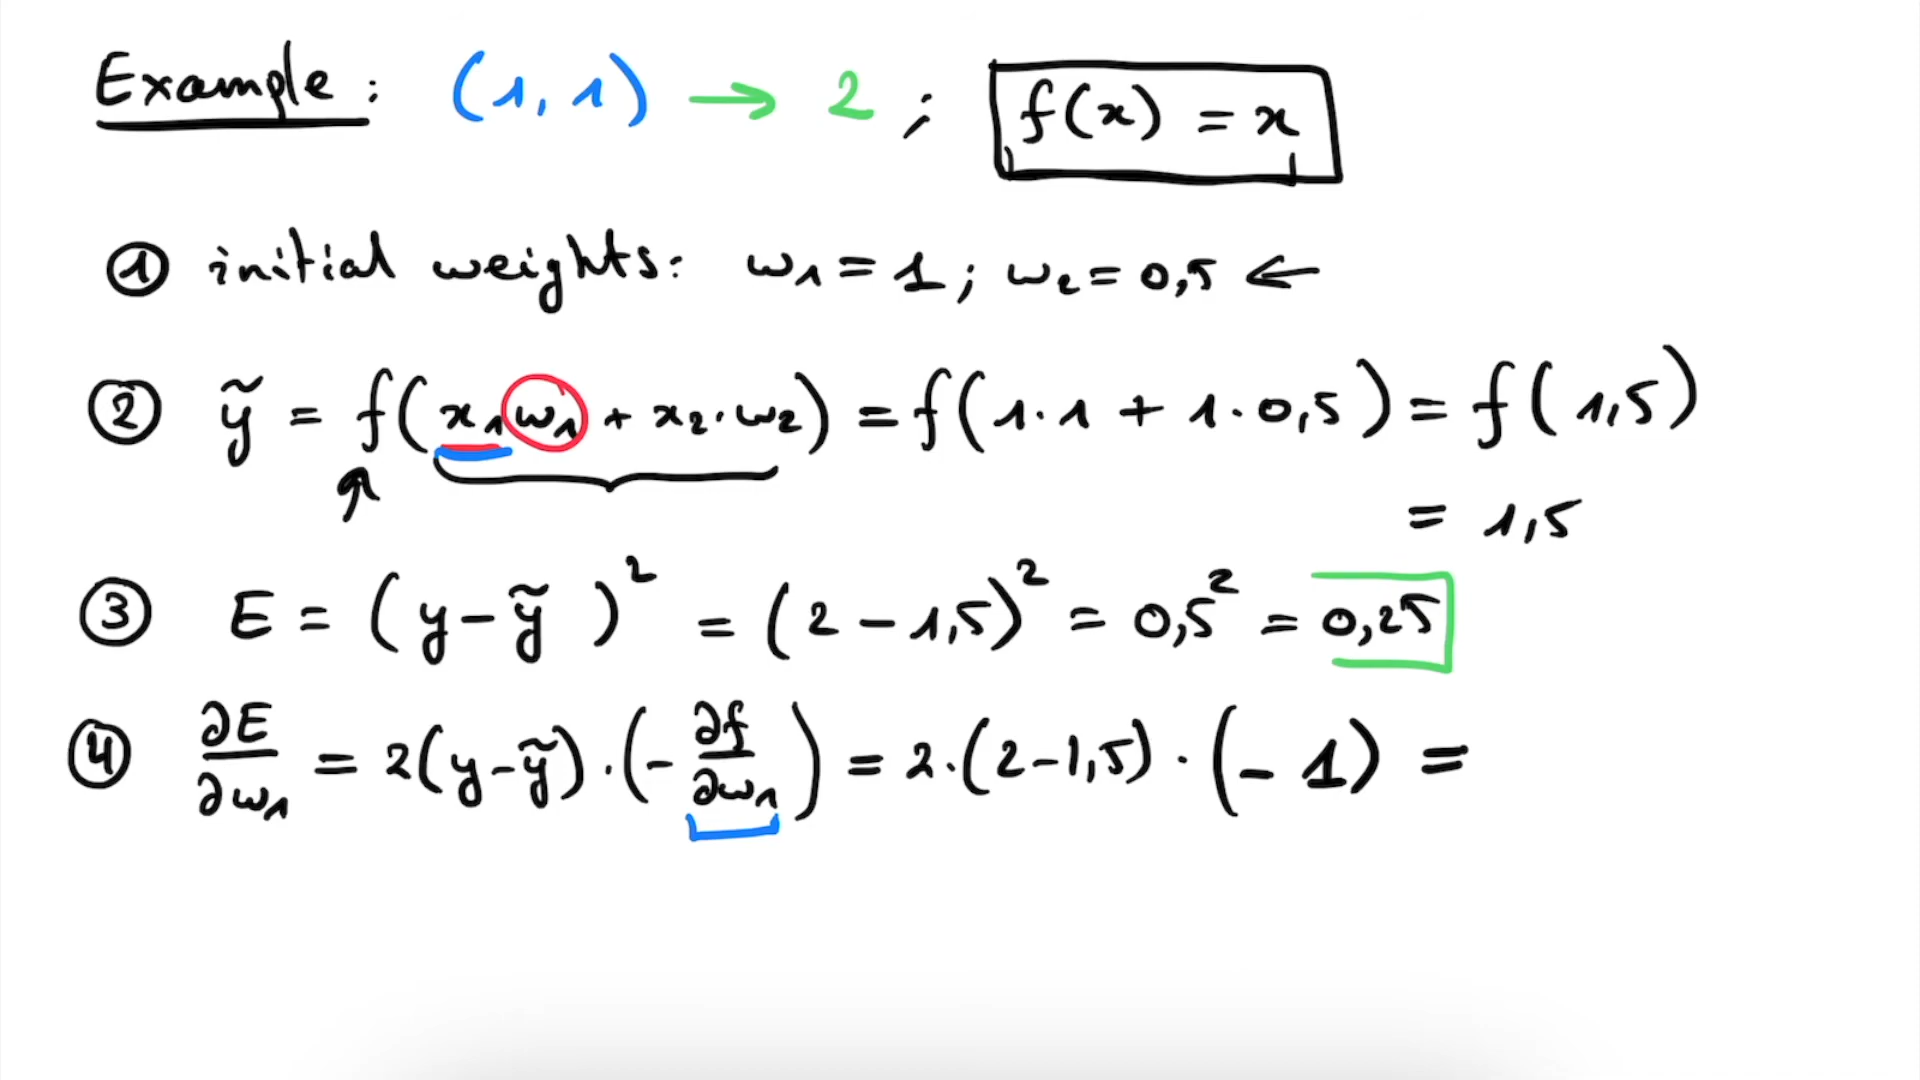 Example: (1, 1) → 2 ; f(x) = x
① initial weights: w₁ = 1 ; w₂ = 0,5 ←
② ỹ = f(x₁w₁ + x₂·w₂) = f(1·1 + 1·0,5) = f(1,5)
= 1,5
③ E = (y-ỹ)² = (2-1,5)² = 0,5² = 0,25
④ ∂E/∂w₁ = 2(y-ỹ)·(-∂f/∂w₁) = 2·(2-1,5)·(-1) =